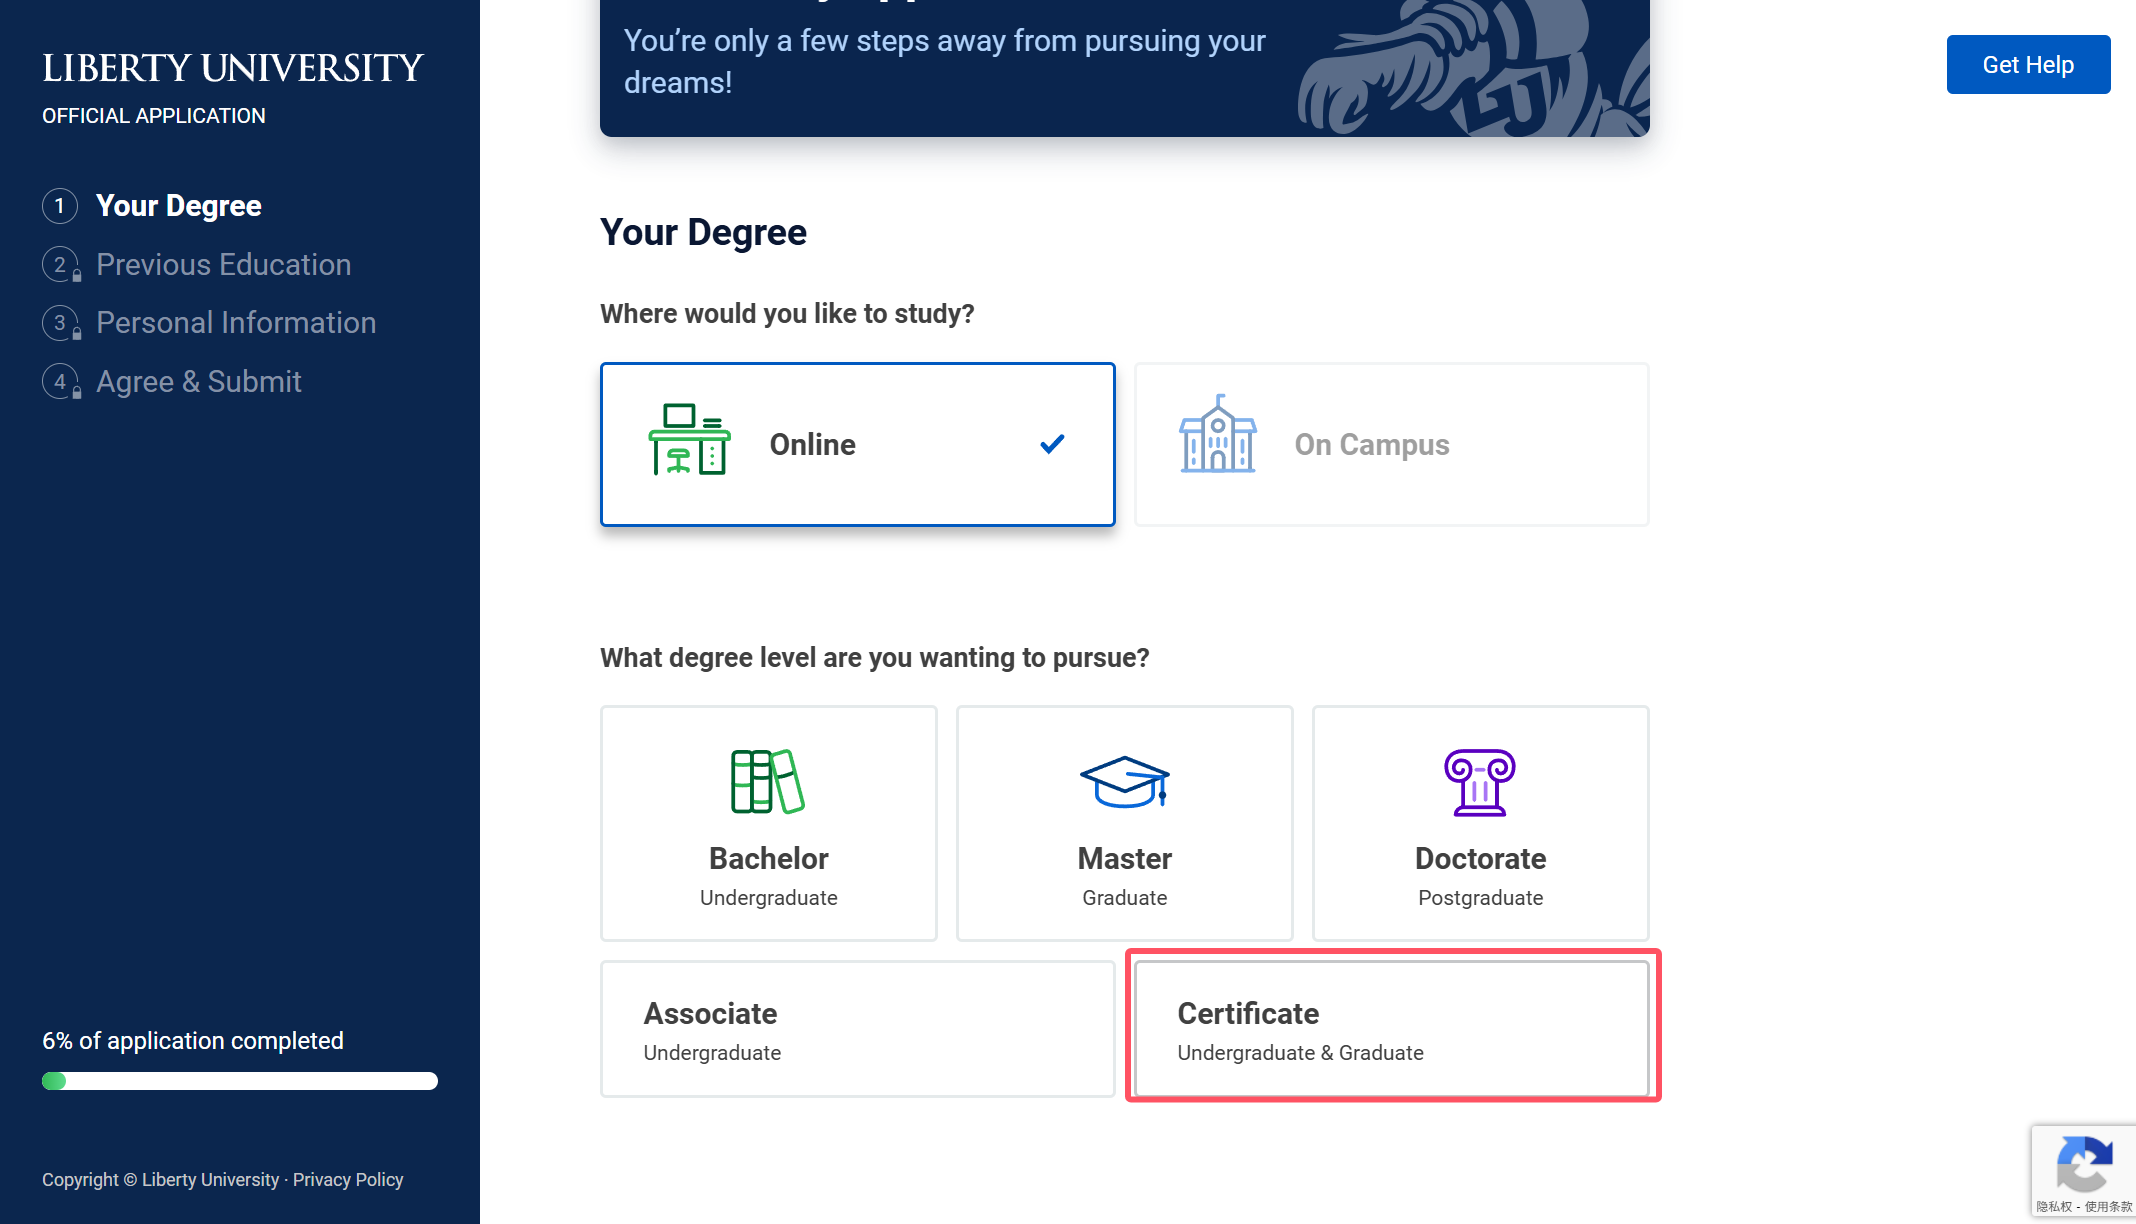 LIBERTY UNIVERSITY
OFFICIAL APPLICATION
1 Your Degree
2 Previous Education
3 Personal Information
4 Agree & Submit
6% of application completed
Copyright © Liberty University · Privacy Policy
You’re only a few steps away from pursuing your
dreams!
Get Help
Your Degree
Where would you like to study?
Online
On Campus
What degree level are you wanting to pursue?
Bachelor
Undergraduate
Master
Graduate
Doctorate
Postgraduate
Associate
Undergraduate
Certificate
Undergraduate & Graduate
隐私权 - 使用条款